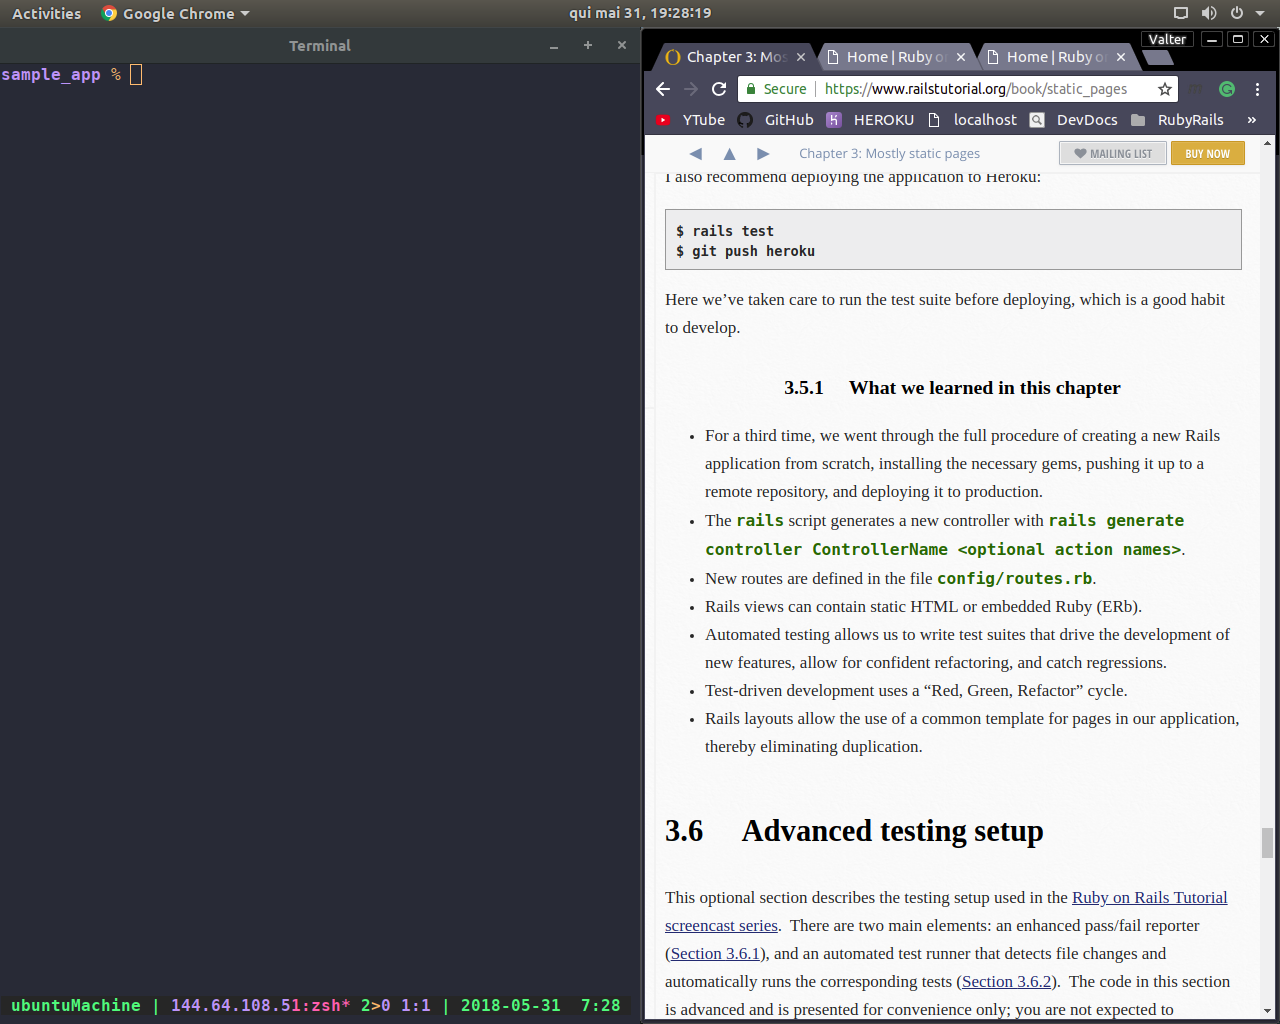 Activities
Google Chrome
qui mai 31, 19:28:19
Terminal
sample_app %
ubuntuMachine | 144.64.108.51:zsh* 2>0 1:1 | 2018-05-31  7:28
Valter
Chapter 3: Mos
Home | Ruby o
Home | Ruby o
Secure
https://www.railstutorial.org/book/static_pages
YTube
GitHub
HEROKU
localhost
DevDocs
RubyRails
»
Chapter 3: Mostly static pages
MAILING LIST
BUY NOW
I also recommend deploying the application to Heroku:
$ rails test
$ git push heroku
Here we’ve taken care to run the test suite before deploying, which is a good habit
to develop.
3.5.1 What we learned in this chapter
• For a third time, we went through the full procedure of creating a new Rails
application from scratch, installing the necessary gems, pushing it up to a
remote repository, and deploying it to production.
• The rails script generates a new controller with rails generate
controller ControllerName <optional action names>.
• New routes are defined in the file config/routes.rb.
• Rails views can contain static HTML or embedded Ruby (ERb).
• Automated testing allows us to write test suites that drive the development of
new features, allow for confident refactoring, and catch regressions.
• Test-driven development uses a “Red, Green, Refactor” cycle.
• Rails layouts allow the use of a common template for pages in our application,
thereby eliminating duplication.
3.6 Advanced testing setup
This optional section describes the testing setup used in the Ruby on Rails Tutorial
screencast series. There are two main elements: an enhanced pass/fail reporter
(Section 3.6.1), and an automated test runner that detects file changes and
automatically runs the corresponding tests (Section 3.6.2). The code in this section
is advanced and is presented for convenience only; you are not expected to